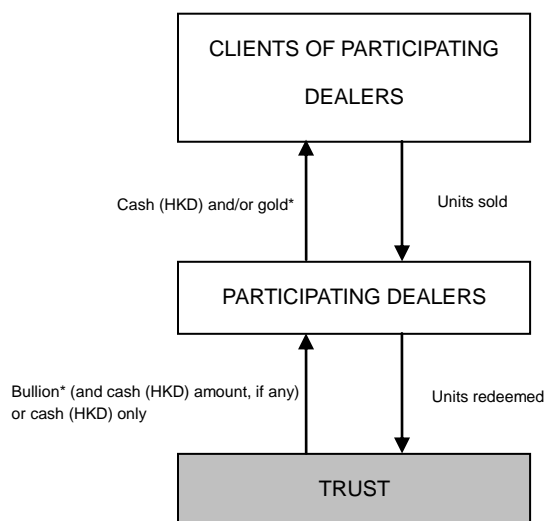 CLIENTS OF PARTICIPATING
DEALERS
Cash (HKD) and/or gold*
Units sold
PARTICIPATING DEALERS
Bullion* (and cash (HKD) amount, if any)
or cash (HKD) only
Units redeemed
TRUST